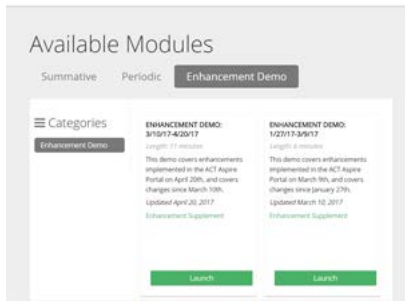 Available Modules
Summative Periodic Enhancement Demo
Categories
Enhancement Demo
ENHANCEMENT DEMO:
3/10/17-4/20/17
Length: 11 minutes
This demo covers enhancements
implemented in the ACT Aspire
Portal on April 20th, and covers
changes since March 10th.
Updated April 20, 2017
Enhancement Supplement
Launch
ENHANCEMENT DEMO:
1/27/17-3/9/17
Length: 6 minutes
This demo covers enhancements
implemented in the ACT Aspire
Portal on March 9th, and covers
changes since January 27th.
Updated March 10, 2017
Enhancement Supplement
Launch